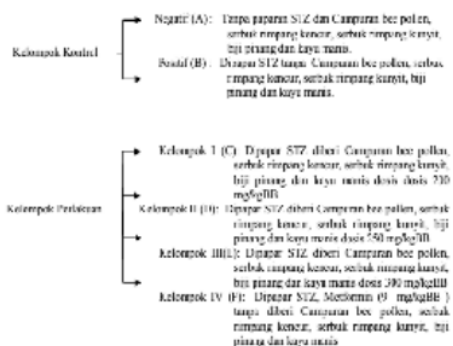 Kelompok Kontrol
Negatif (A) : Tanpa paparan STZ dan Campuran bee pollen,
serbuk rimpang kencur, serbuk rimpang kunyit,
biji pinang dan kayu manis.
Positif (B) : Dipapar STZ tanpa Campuran bee pollen, serbuk
rimpang kencur, serbuk rimpang kunyit, biji
pinang dan kayu manis.
Kelompok Perlakuan
Kelompok I (C) Dipapar STZ diberi Campuran bee pollen,
serbuk rimpang kencur, serbuk rimpang kunyit,
biji pinang dan kayu manis dosis dosis
mg/kgBB
Kelompok II (D): Dipapar STZ diberi Campuran bee pollen, serbuk
rimpang kencur, serbuk rimpang kunyit, biji
pinang dan kayu manis dosis 250 mg/kgBB
Kelompok III(E): Dipapar STZ diberi Campuran bee pollen,
serbuk rimpang kencur, serbuk rimpang kunyit,
biji pinang dan kayu manis dosis 300 mg/kgBB
Kelompok IV (F): Dipapar STZ, Metformin (9 mg/kgBB )
tanpa diberi Campuran bee pollen, serbuk
rimpang kencur, serbuk rimpang kunyit, biji
pinang dan kayu manis